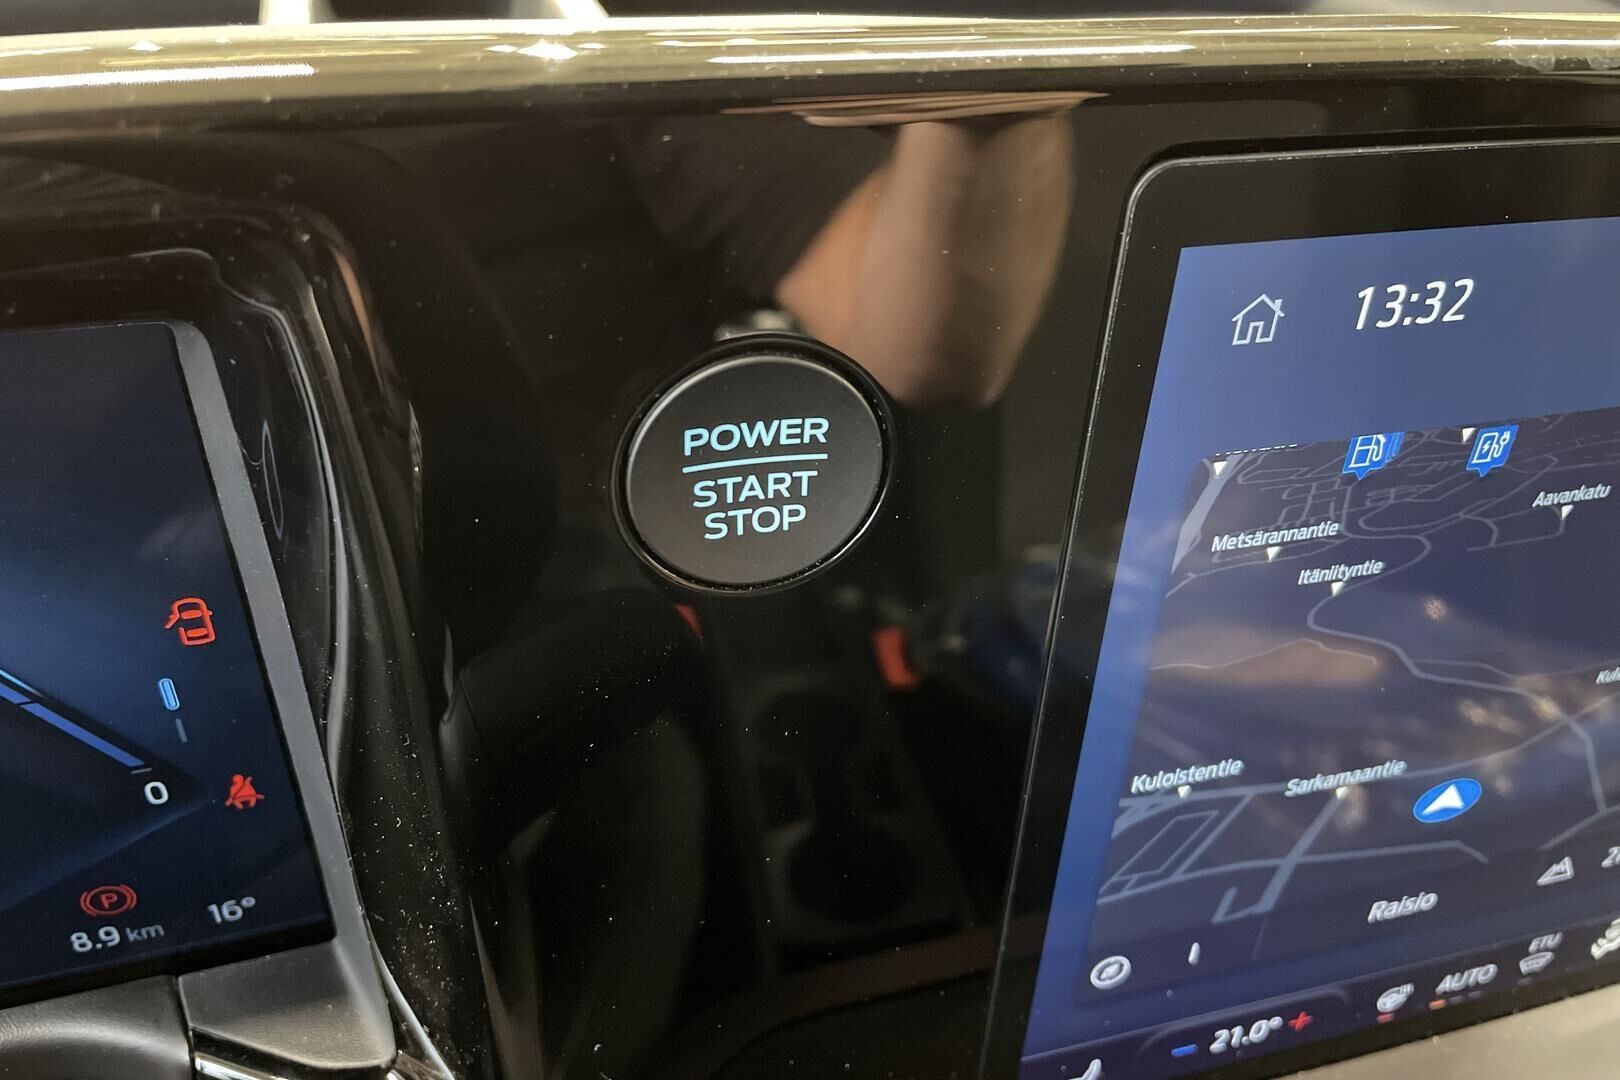 POWER
START
STOP
13:32
Aavankatu
Metsärannantie
Itäniityntie
Kuloistentie
Sarkamaantie
Raisio
ETU
AUTO
21.0°
0
P
16°
8.9 km